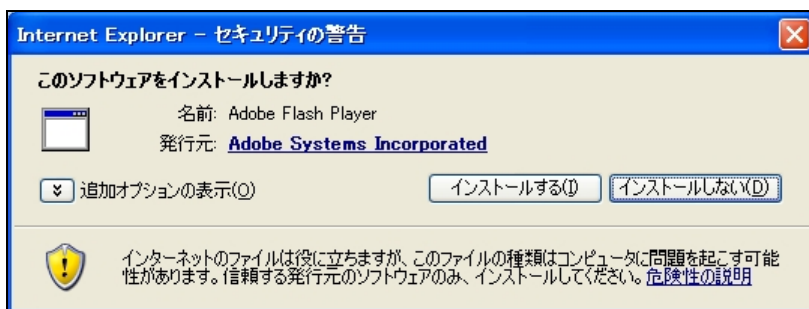 Internet Explorer - セキュリティの警告
このソフトウェアをインストールしますか?
名前: Adobe Flash Player
発行元: Adobe Systems Incorporated
追加オプションの表示(O)
インストールする(I)
インストールしない(D)
インターネットのファイルは役に立ちますが、このファイルの種類はコンピュータに問題を起こす可能
性があります。信頼する発行元のソフトウェアのみ、インストールしてください。危険性の説明